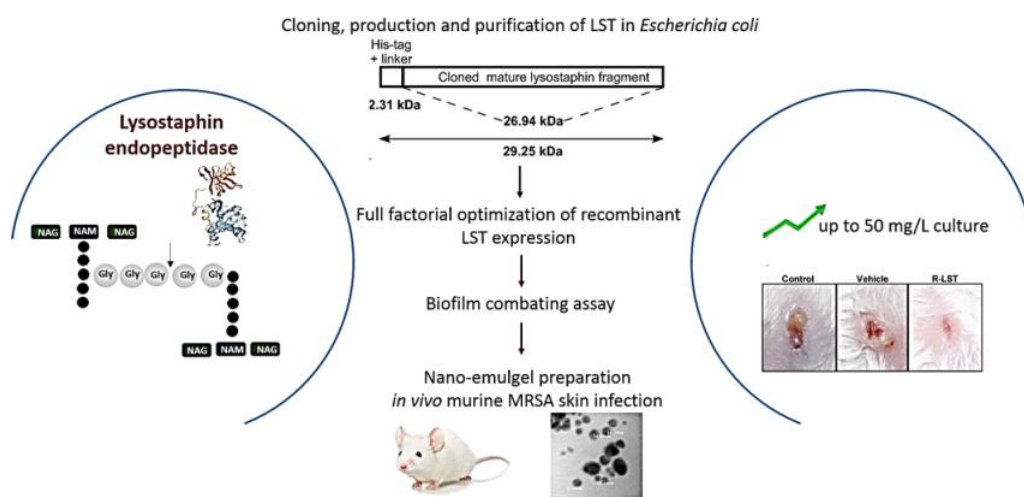 Cloning, production and purification of LST in Escherichia coli
His-tag
+ linker
Cloned mature lysostaphin fragment
2.31 kDa
26.94 kDa
29.25 kDa
Lysostaphin
endopeptidase
NAG NAM NAG
Gly Gly Gly Gly Gly
NAG NAM NAG
Full factorial optimization of recombinant
LST expression
Biofilm combating assay
Nano-emulgel preparation
in vivo murine MRSA skin infection
up to 50 mg/L culture
Control Vehicle R-LST